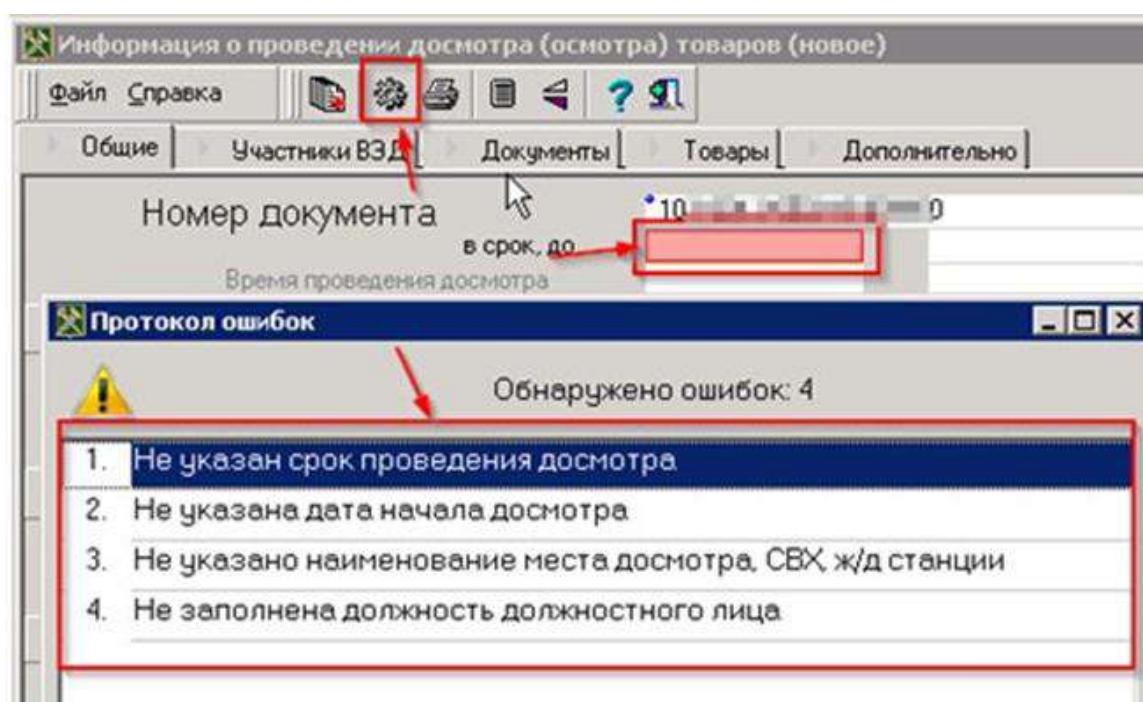 Информация о проведении досмотра (осмотра) товаров (новое)
Файл Справка
Общие Участники ВЭД Документы Товары Дополнительно
Номер документа 10 0
в срок, до
Время проведения досмотра
Протокол ошибок
Обнаружено ошибок: 4
1. Не указан срок проведения досмотра
2. Не указана дата начала досмотра
3. Не указано наименование места досмотра, СВХ, ж/д станции
4. Не заполнена должность должностного лица